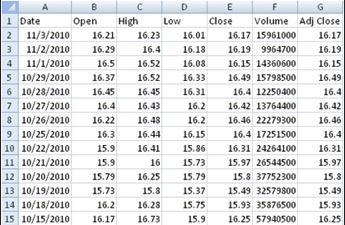 A B C D E F G
1 Date Open High Low Close Volume Adj Close
2 11/3/2010 16.21 16.23 16.01 16.17 15961000 16.17
3 11/2/2010 16.29 16.4 16.18 16.19 9964700 16.19
4 11/1/2010 16.5 16.52 16.08 16.15 14360600 16.15
5 10/29/2010 16.37 16.52 16.33 16.49 15798500 16.49
6 10/28/2010 16.45 16.45 16.31 16.4 12250400 16.4
7 10/27/2010 16.4 16.43 16.2 16.42 13764400 16.42
8 10/26/2010 16.22 16.48 16.2 16.46 22279300 16.46
9 10/25/2010 16.3 16.44 16.15 16.4 17251500 16.4
10 10/22/2010 15.9 16.41 15.86 16.31 24264100 16.31
11 10/21/2010 15.9 16 15.73 15.97 26544500 15.97
12 10/20/2010 15.79 16.25 15.79 15.8 37752300 15.8
13 10/19/2010 15.73 15.8 15.37 15.49 32579800 15.49
14 10/18/2010 16.2 16.28 15.75 15.93 35876500 15.93
15 10/15/2010 16.17 16.73 15.9 16.25 57940500 16.25